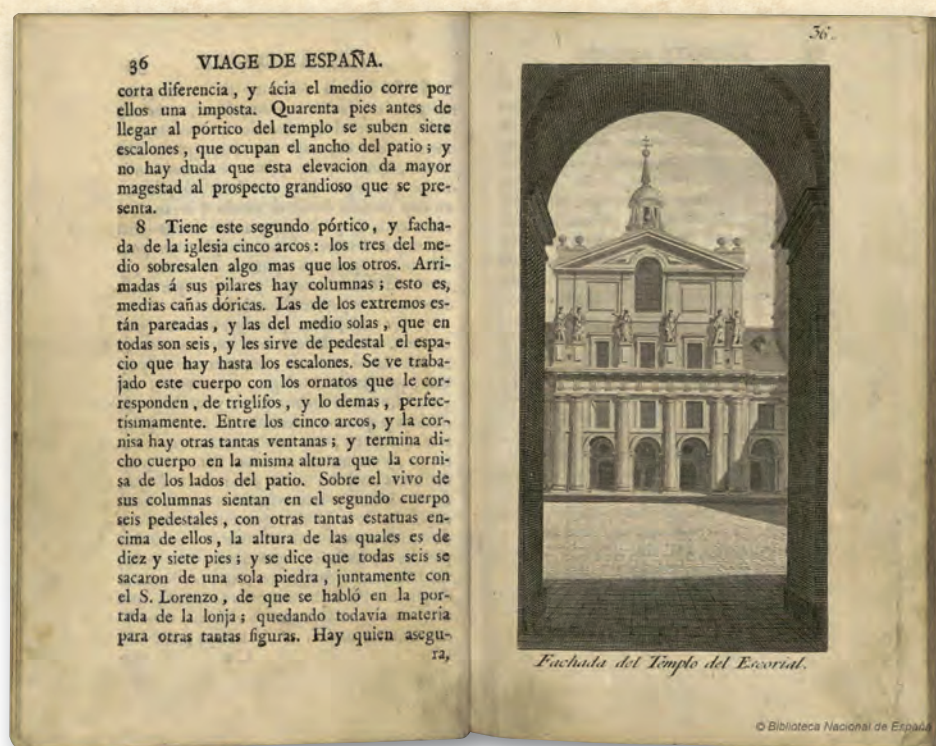 36 VIAGE DE ESPAÑA.
corta diferencia, y ácia el medio corre por
ellos una imposta. Quarenta pies antes de
llegar al pórtico del templo se suben siete
escalones, que ocupan el ancho del patio; y
no hay duda que esta elevacion da mayor
magestad al prospecto grandioso que se pre-
senta.
8 Tiene este segundo pórtico, y facha-
da de la iglesia cinco arcos: los tres del me-
dio sobresalen algo mas que los otros. Arri-
madas á sus pilares hay columnas; esto es,
medias cañas dóricas. Las de los extremos es-
tán pareadas, y las del medio solas, que en
todas son seis, y les sirve de pedestal el espa-
cio que hay hasta los escalones. Se ve traba-
jado este cuerpo con los ornatos que le cor-
responden, de triglifos, y lo demas, perfec-
tísimamente. Entre los cinco arcos, y la cor-
nisa hay otras tantas ventanas; y termina di-
cho cuerpo en la misma altura que la corni-
sa de los lados del patio. Sobre el vivo de
sus columnas sientan en el segundo cuerpo
seis pedestales, con otras tantas estatuas en-
cima de ellos, la altura de las quales es de
diez y siete pies; y se dice que todas seis se
sacaron de una sola piedra, juntamente con
el S. Lorenzo, de que se habló en la por-
tada de la lonja; quedando todavia materia
para otras tantas figuras. Hay quien asegu-
ra,
36.
Fachada del Templo del Escorial.
© Biblioteca Nacional de España